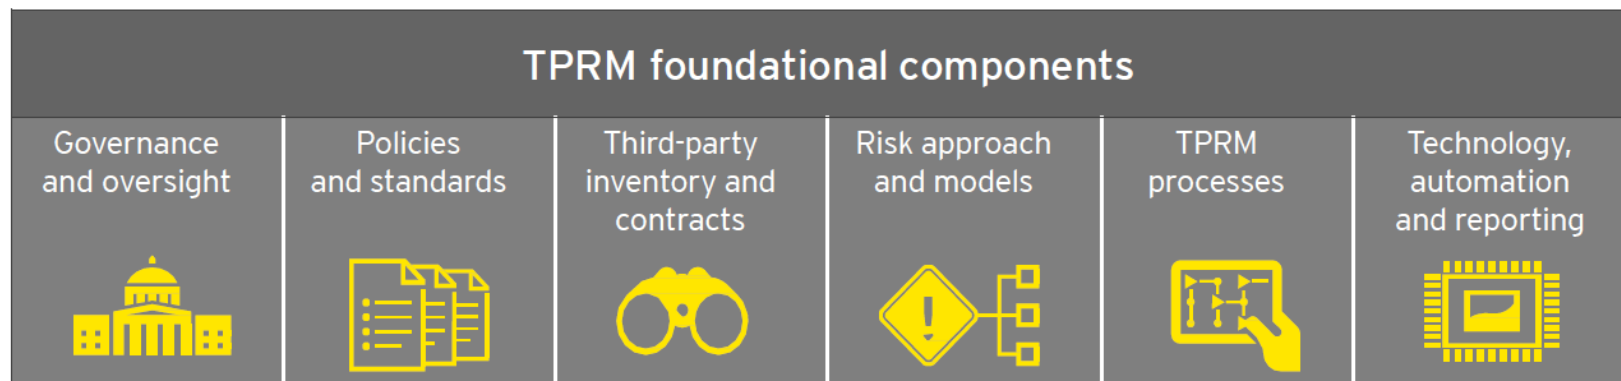 TPRM foundational components
Governance
and oversight
Policies
and standards
Third-party
inventory and
contracts
Risk approach
and models
TPRM
processes
Technology,
automation
and reporting